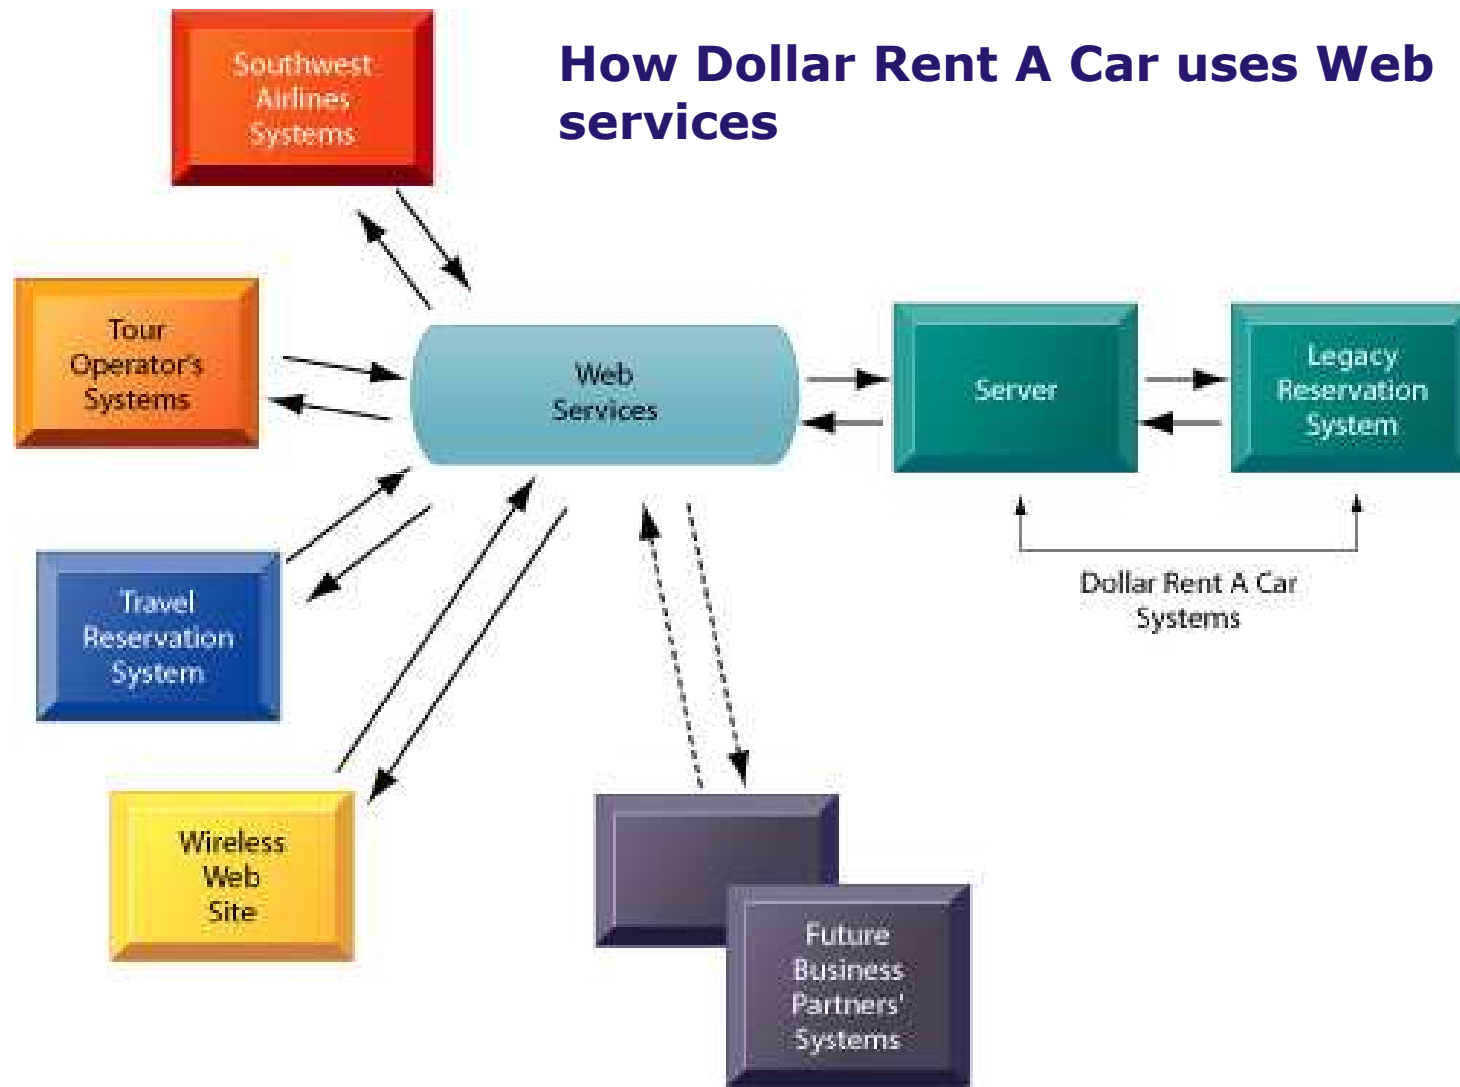 How Dollar Rent A Car uses Web
services
Southwest
Airlines
Systems
Tour
Operator's
Systems
Web
Services
Server
Legacy
Reservation
System
Dollar Rent A Car
Systems
Travel
Reservation
System
Wireless
Web
Site
Future
Business
Partners'
Systems